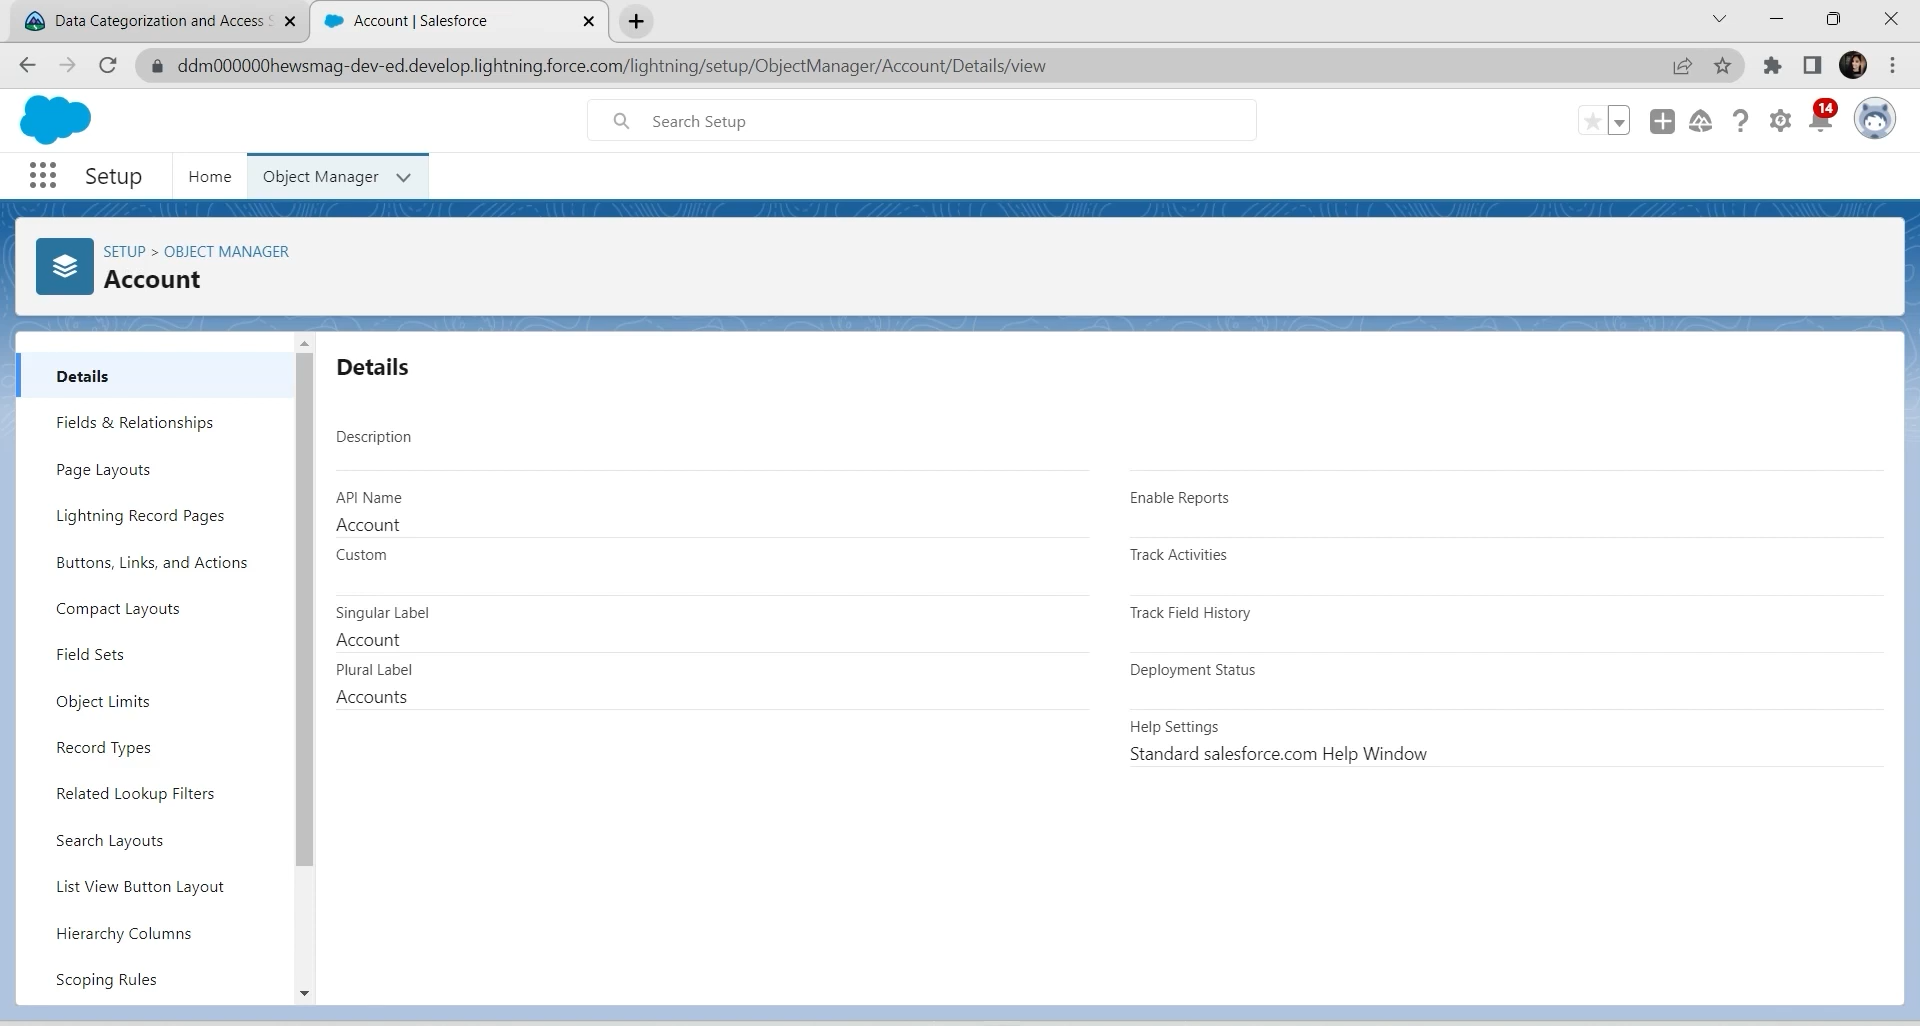 Data Categorization and Access S
Account | Salesforce
ddm000000hewsmag-dev-ed.develop.lightning.force.com/lightning/setup/ObjectManager/Account/Details/view
Search Setup
14
Setup
Home
Object Manager
SETUP > OBJECT MANAGER
Account
Details
Fields & Relationships
Page Layouts
Lightning Record Pages
Buttons, Links, and Actions
Compact Layouts
Field Sets
Object Limits
Record Types
Related Lookup Filters
Search Layouts
List View Button Layout
Hierarchy Columns
Scoping Rules
Details
Description
API Name
Account
Custom
Singular Label
Account
Plural Label
Accounts
Enable Reports
Track Activities
Track Field History
Deployment Status
Help Settings
Standard salesforce.com Help Window